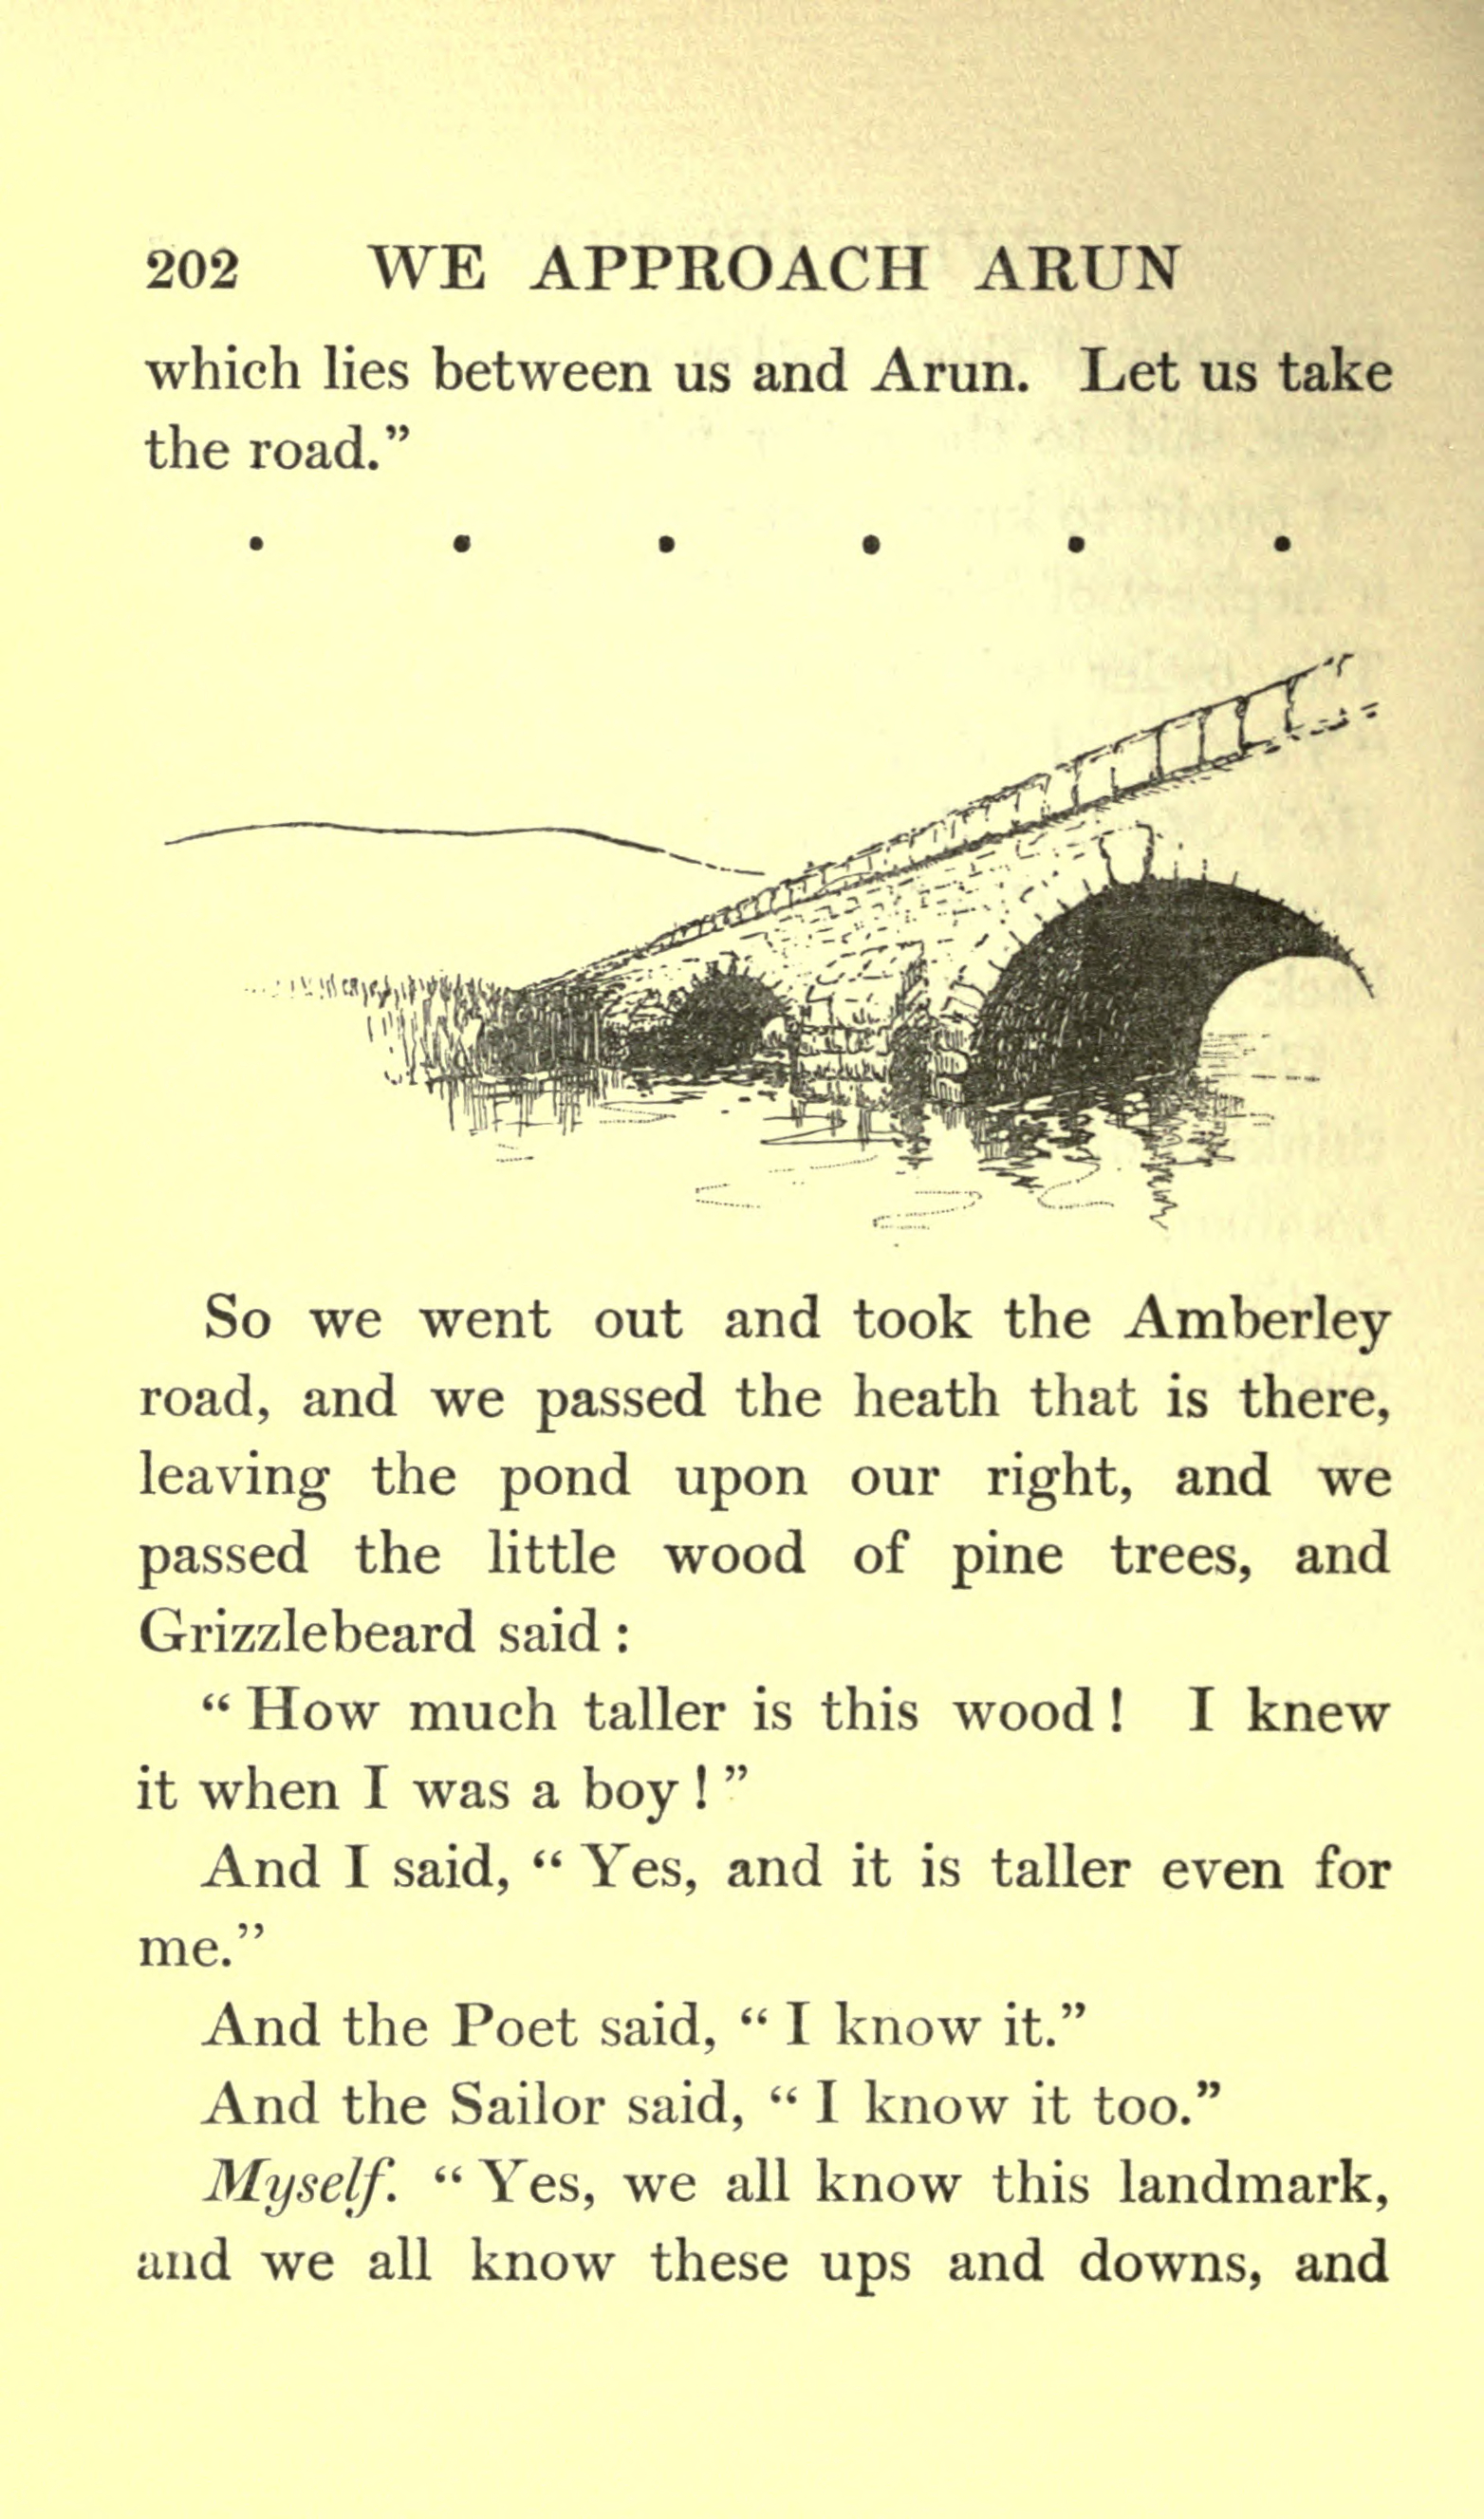 202 WE APPROACH ARUN
which lies between us and Arun. Let us take
the road.”
. . . . . .
So we went out and took the Amberley
road, and we passed the heath that is there,
leaving the pond upon our right, and we
passed the little wood of pine trees, and
Grizzlebeard said :
“ How much taller is this wood ! I knew
it when I was a boy ! ”
And I said, “ Yes, and it is taller even for
me.”
And the Poet said, “ I know it.”
And the Sailor said, “ I know it too.”
Myself. “ Yes, we all know this landmark,
and we all know these ups and downs, and